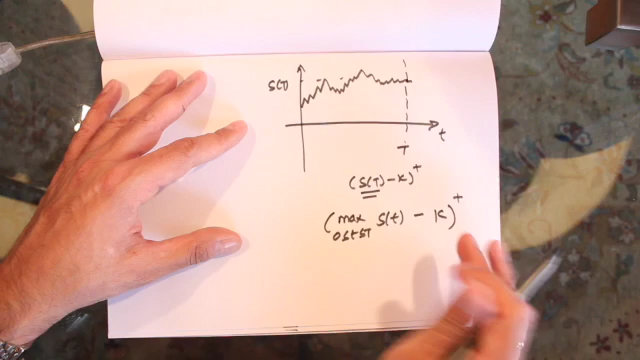 S(T)
t
T
(S(T) - K)⁺
(max S(t) - K)⁺
0≤t≤T